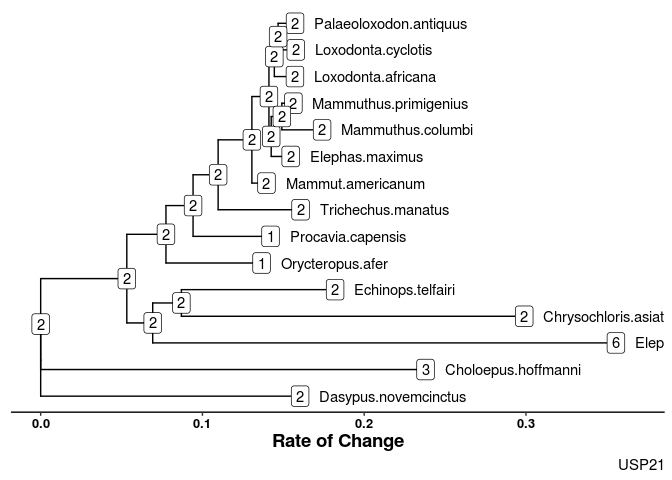 2 Palaeoloxodon.antiquus
2
2 Loxodonta.cyclotis
2
2 Loxodonta.africana
2
2 Mammuthus.primigenius
2
2 Mammuthus.columbi
2
2
2 Elephas.maximus
2
2 Mammut.americanum
2 Trichechus.manatus
2
1 Procavia.capensis
2
1 Orycteropus.afer
2
2 Echinops.telfairi
2
2 Chrysochloris.asiat
2
2
6 Elep
3 Choloepus.hoffmanni
2 Dasypus.novemcinctus
0.0 0.1 0.2 0.3
Rate of Change
USP21